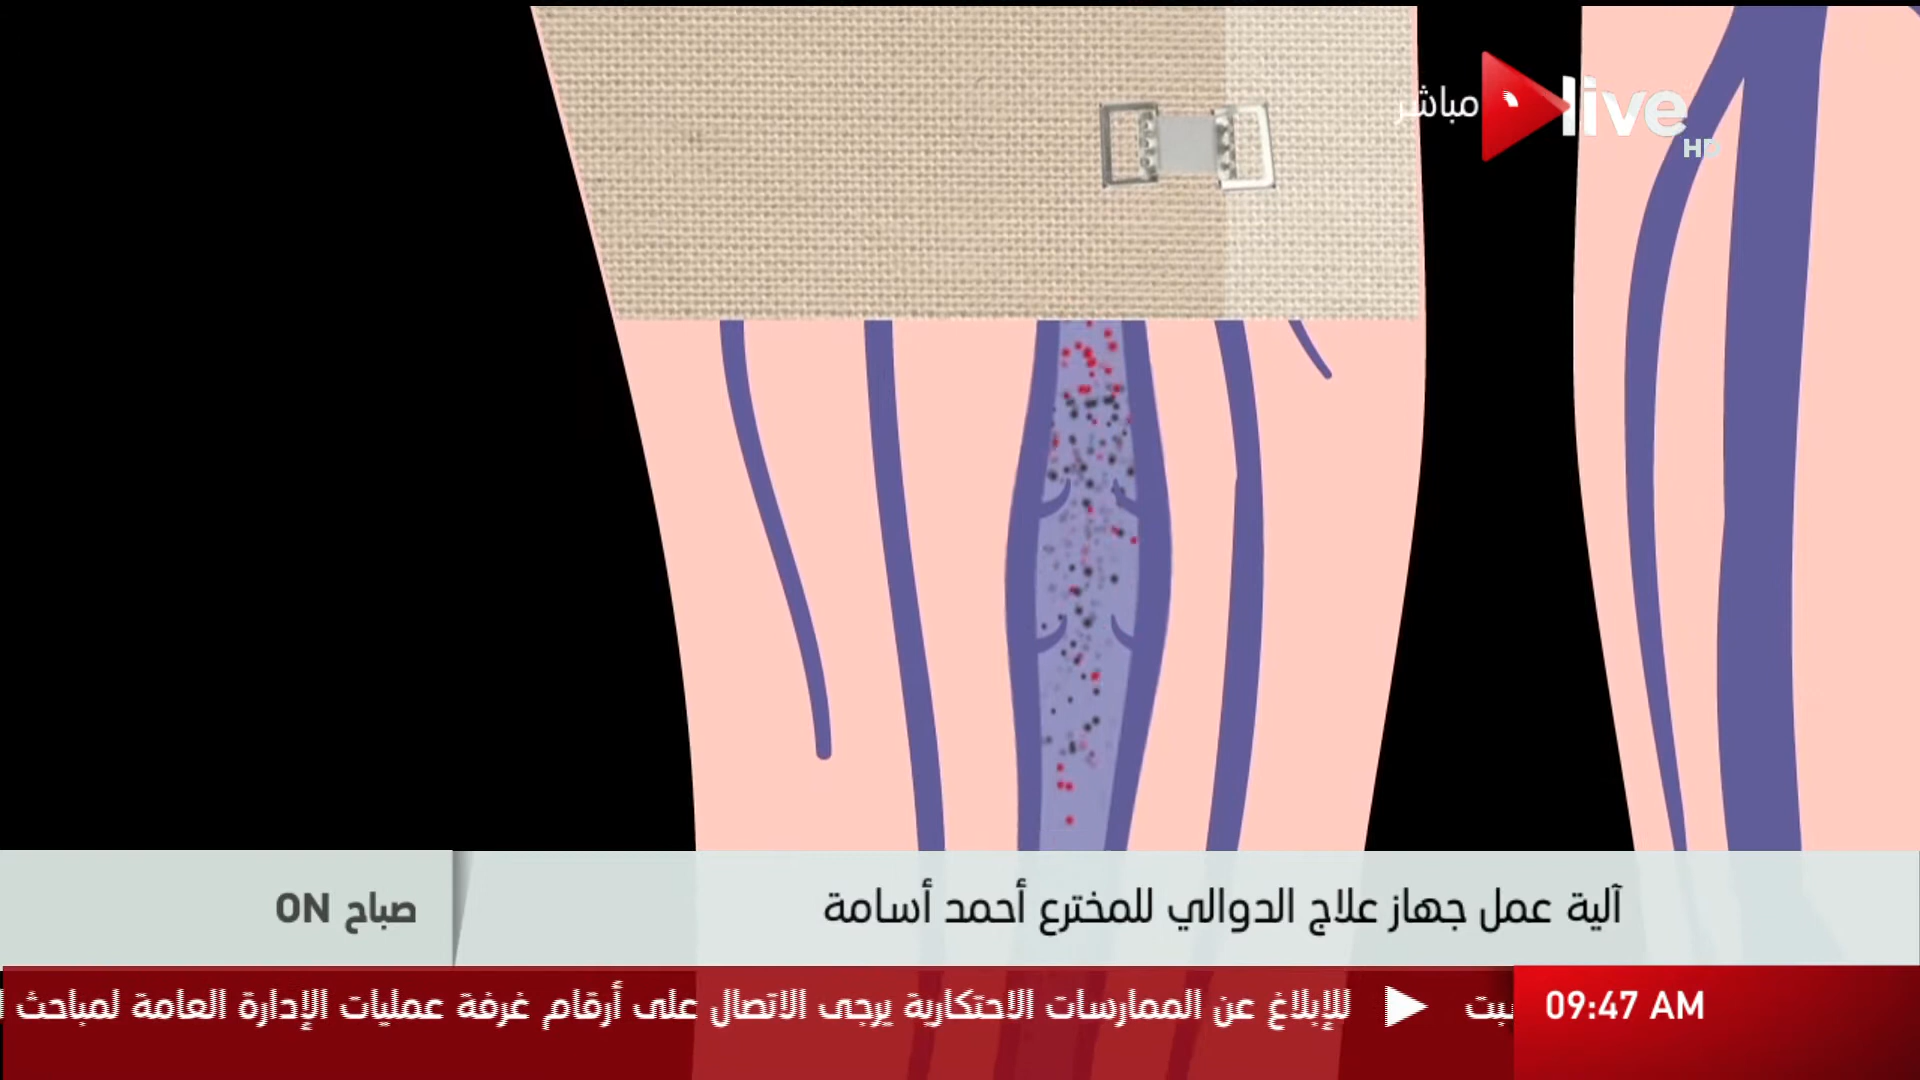 مباشر live
HD
آلية عمل جهاز علاج الدوالي للمخترع أحمد أسامة
صباح ON
للإبلاغ عن الممارسات الاحتكارية يرجى الاتصال على أرقام غرفة عمليات الإدارة العامة لمباحث
09:47 AM